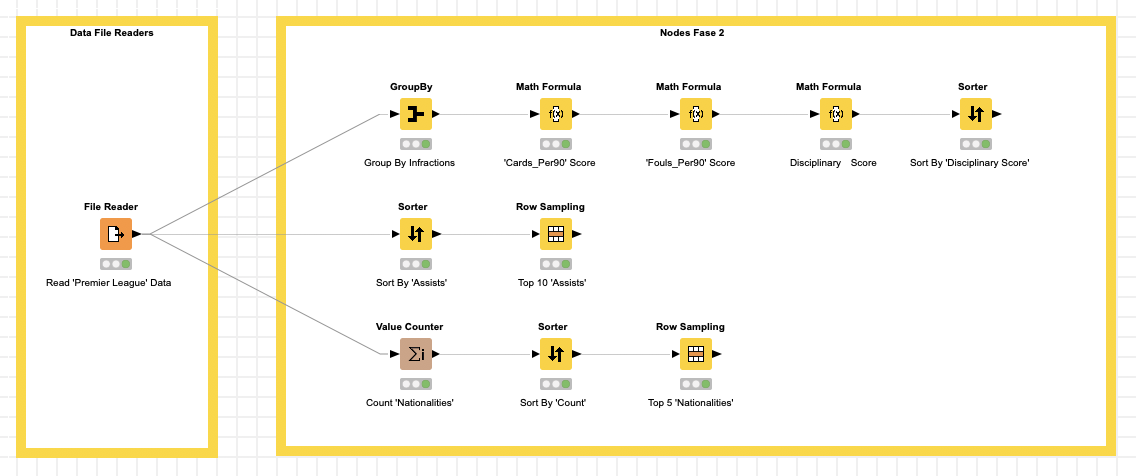 Data File Readers
Nodes Fase 2
GroupBy
Math Formula
Math Formula
Math Formula
Sorter
f(x)
f(x)
f(x)
Group By Infractions
'Cards_Per90' Score
'Fouls_Per90' Score
Disciplinary Score
Sort By 'Disciplinary Score'
File Reader
Sorter
Row Sampling
Read 'Premier League' Data
Sort By 'Assists'
Top 10 'Assists'
Value Counter
Sorter
Row Sampling
Σi
Count 'Nationalities'
Sort By 'Count'
Top 5 'Nationalities'